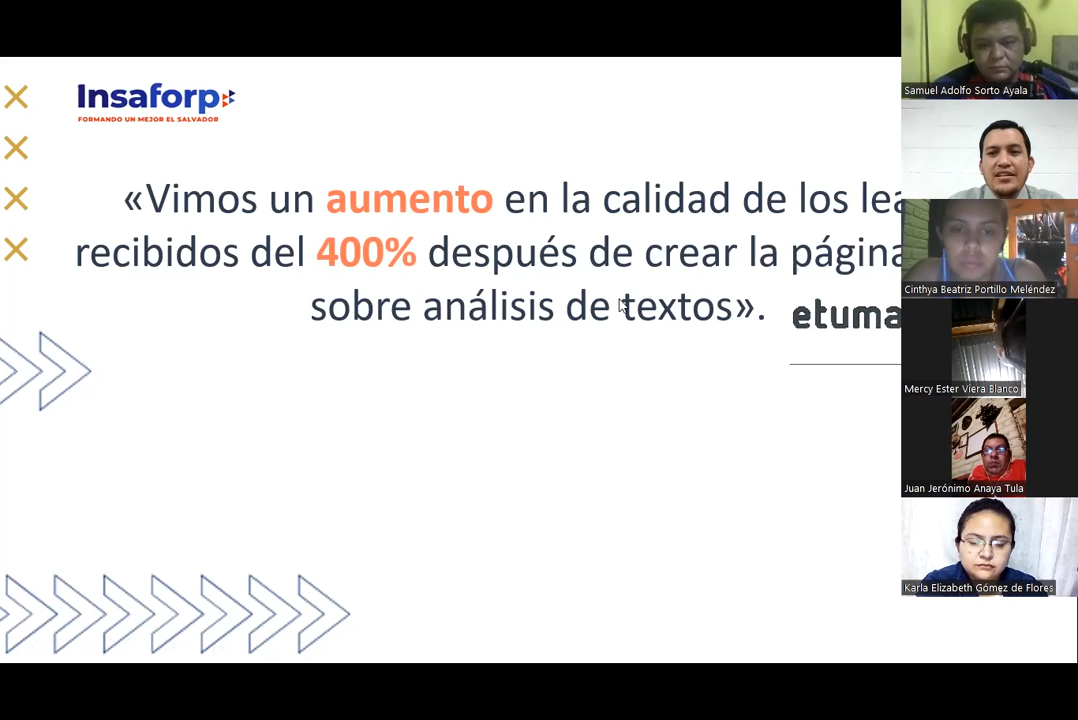 Insaforp
FORMANDO UN MEJOR EL SALVADOR
«Vimos un aumento en la calidad de los
recibidos del 400% después de crear la página
sobre análisis de textos».
etuma
Samuel Adolfo Sorto Ayala
Cinthya Beatriz Portillo Meléndez
Mercy Ester Viera Blanco
Juan Jerónimo Anaya Tula
Karla Elizabeth Gómez de Flores